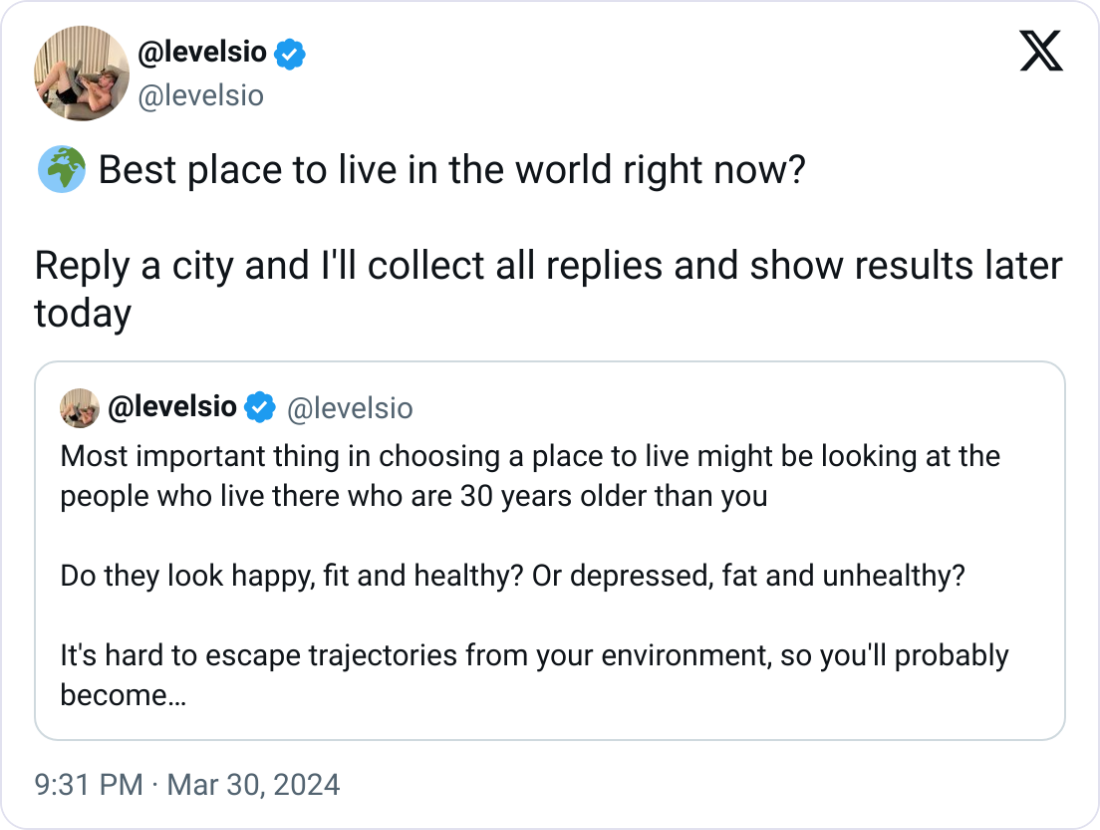 @levelsio
@levelsio
🌍 Best place to live in the world right now?
Reply a city and I'll collect all replies and show results later
today
@levelsio @levelsio
Most important thing in choosing a place to live might be looking at the
people who live there who are 30 years older than you
Do they look happy, fit and healthy? Or depressed, fat and unhealthy?
It's hard to escape trajectories from your environment, so you'll probably
become…
9:31 PM · Mar 30, 2024